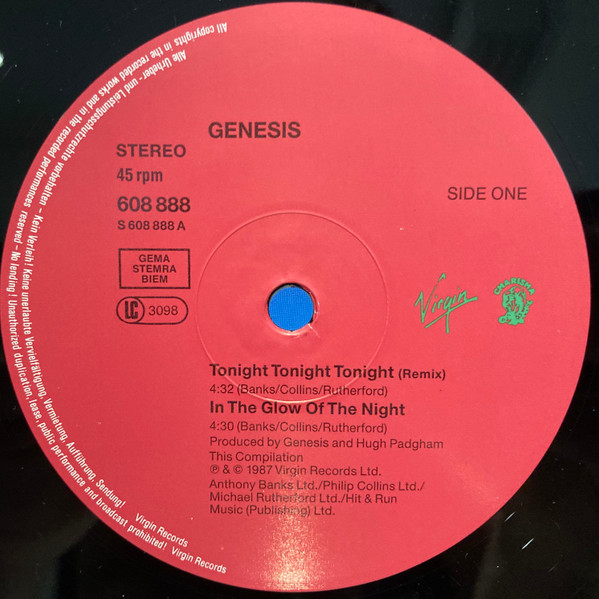 GENESIS
STEREO
45 rpm
608 888
S 608 888 A
SIDE ONE
GEMA
STEMRA
BIEM
LC 3098
Virgin
CHARISMA
Tonight Tonight Tonight (Remix)
4:32 (Banks/Collins/Rutherford)
In The Glow Of The Night
4:30 (Banks/Collins/Rutherford)
Produced by Genesis and Hugh Padgham
This Compilation
℗ & © 1987 Virgin Records Ltd.
Anthony Banks Ltd./Philip Collins Ltd./
Michael Rutherford Ltd./Hit & Run
Music (Publishing) Ltd.
Alle Urheber- und Leistungsschutzrechte vorbehalten – Kein Verleih! Keine unerlaubte Vervielfältigung, Vermietung, Aufführung, Sendung! Virgin Records
All copyrights in the recorded works and in the recorded performances reserved – No lending! Unauthorized duplication, lease, public performance and broadcast prohibited! Virgin Records